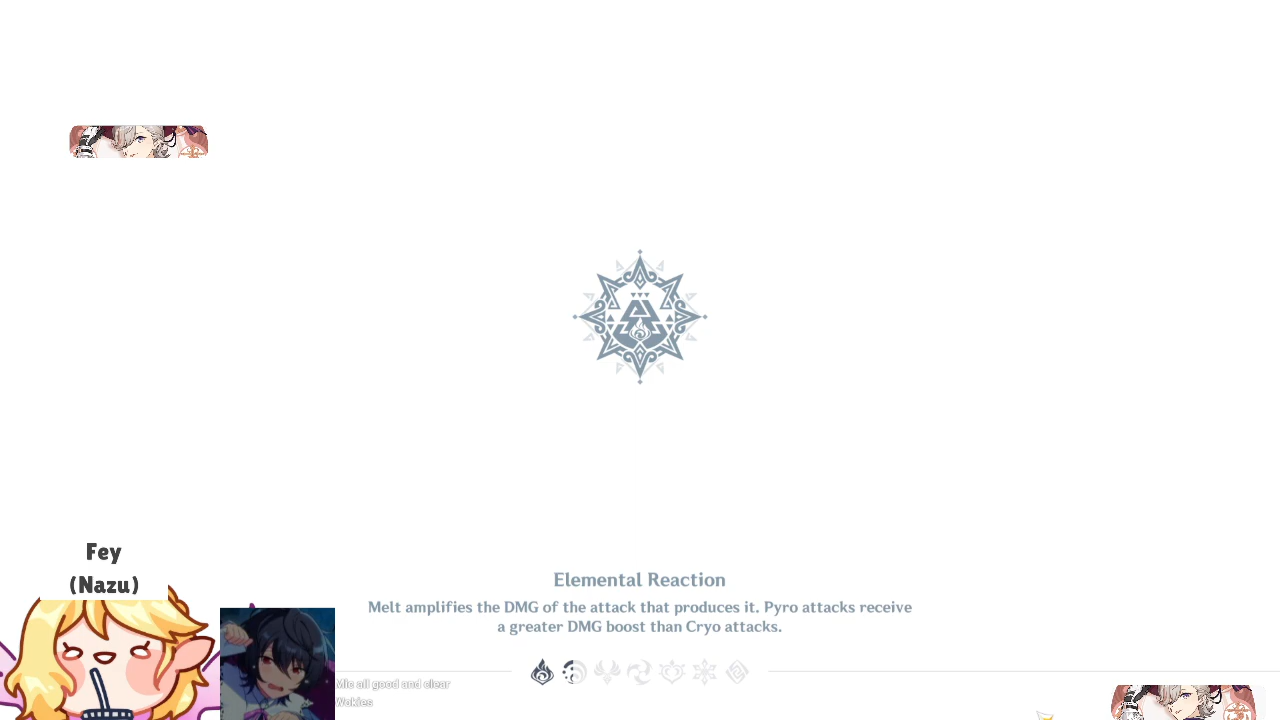 Fey
(Nazu)
Elemental Reaction
Melt amplifies the DMG of the attack that produces it. Pyro attacks receive
a greater DMG boost than Cryo attacks.
Mic all good and clear
Wokies